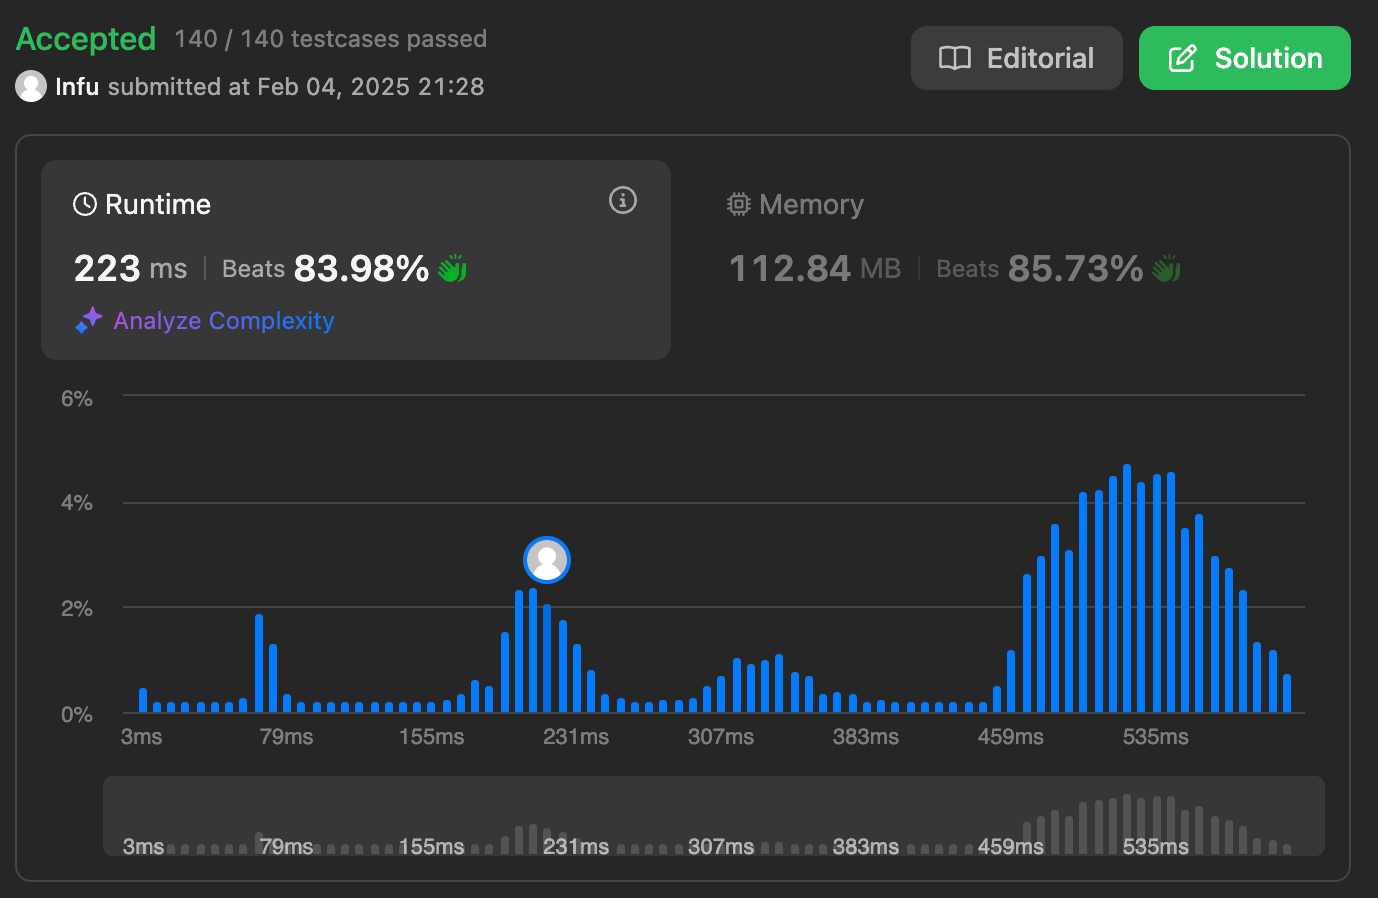 Accepted 140 / 140 testcases passed
Infu submitted at Feb 04, 2025 21:28
Editorial
Solution
Runtime
223 ms Beats 83.98%
Analyze Complexity
Memory
112.84 MB Beats 85.73%
6%
4%
2%
0%
3ms 79ms 155ms 231ms 307ms 383ms 459ms 535ms
3ms 79ms 155ms 231ms 307ms 383ms 459ms 535ms